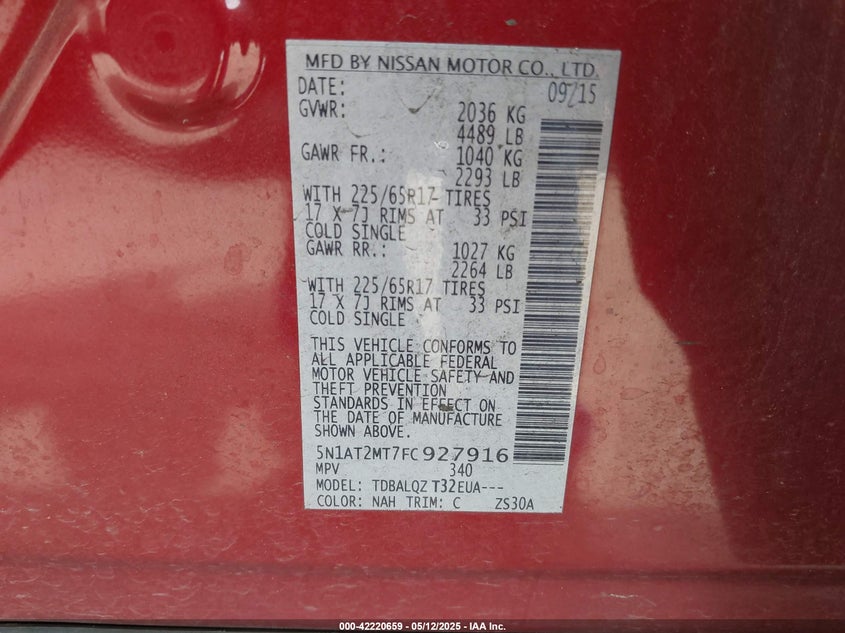 MFD BY NISSAN MOTOR CO., LTD.
DATE: 09/15
GVWR: 2036 KG
4489 LB
GAWR FR.: 1040 KG
2293 LB
WITH 225/65R17 TIRES
17 X 7J RIMS AT 33 PSI
COLD SINGLE
GAWR RR.: 1027 KG
2264 LB
WITH 225/65R17 TIRES
17 X 7J RIMS AT 33 PSI
COLD SINGLE
THIS VEHICLE CONFORMS TO
ALL APPLICABLE FEDERAL
MOTOR VEHICLE SAFETY AND
THEFT PREVENTION
STANDARDS IN EFFECT ON
THE DATE OF MANUFACTURE
SHOWN ABOVE.
5N1AT2MT7FC927916
MPV 340
MODEL: TDBALQZ T32EUA---
COLOR: NAH TRIM: C ZS30A
000-42220659 - 05/12/2025 - IAA Inc.